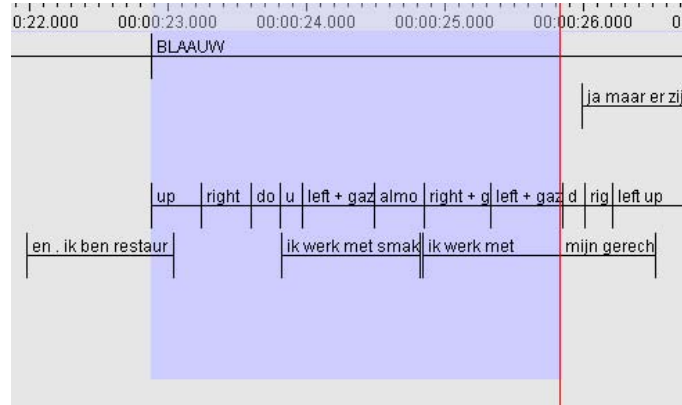 0:22.000 00:00:23.000 00:00:24.000 00:00:25.000 00:00:26.000 0
BLAAUW
ja maar er zij
up right do u left + gaz almo right + g left + gaz d rig left up
en . ik ben restaur ik werk met smak ik werk met mijn gerech